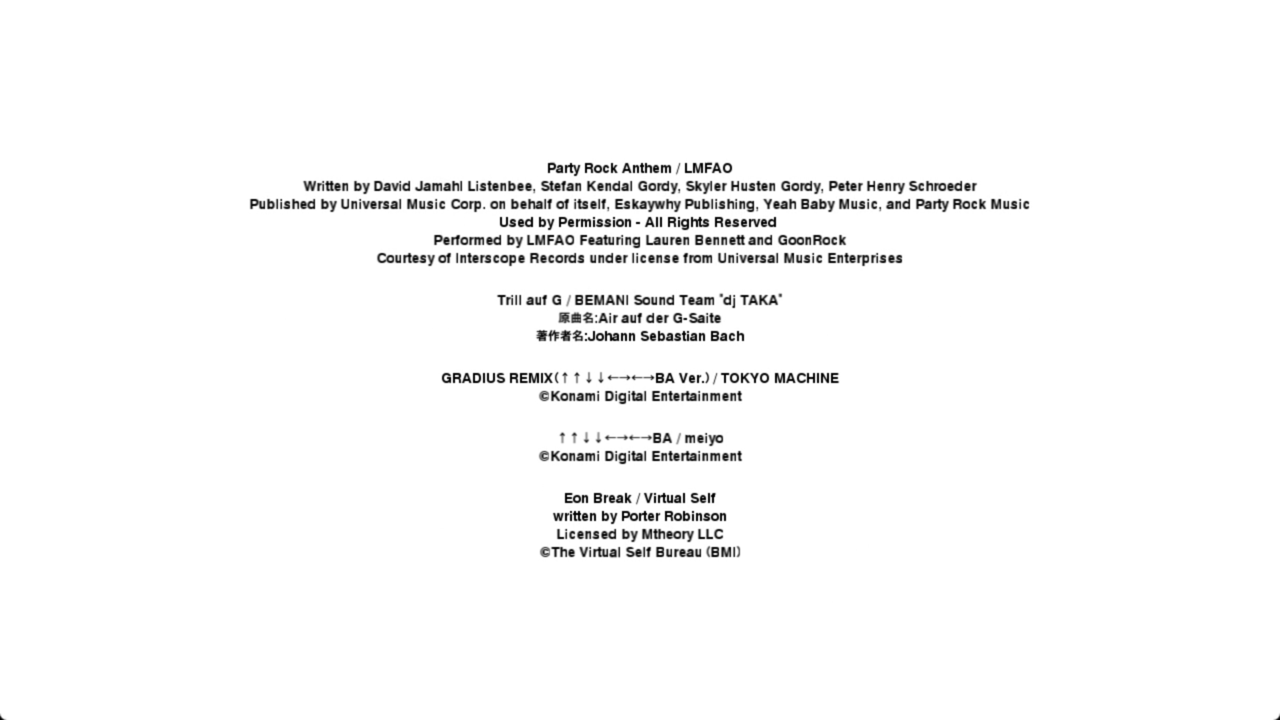 Party Rock Anthem / LMFAO
Written by David Jamahl Listenbee, Stefan Kendal Gordy, Skyler Husten Gordy, Peter Henry Schroeder
Published by Universal Music Corp. on behalf of itself, Eskaywhy Publishing, Yeah Baby Music, and Party Rock Music
Used by Permission - All Rights Reserved
Performed by LMFAO Featuring Lauren Bennett and GoonRock
Courtesy of Interscope Records under license from Universal Music Enterprises
Trill auf G / BEMANI Sound Team "dj TAKA"
原曲名:Air auf der G-Saite
著作者名:Johann Sebastian Bach
GRADIUS REMIX(↑↑↓↓←→←→BA Ver.) / TOKYO MACHINE
©Konami Digital Entertainment
↑↑↓↓←→←→BA / meiyo
©Konami Digital Entertainment
Eon Break / Virtual Self
written by Porter Robinson
Licensed by Mtheory LLC
©The Virtual Self Bureau (BMI)